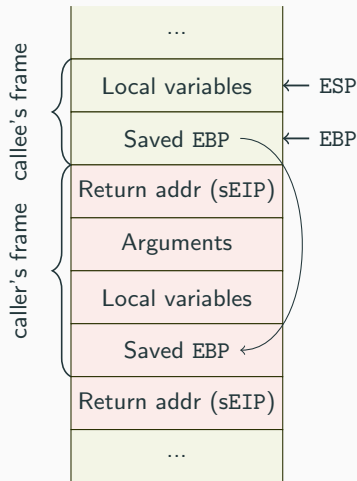 ...
Local variables
ESP
Saved EBP
EBP
callee's frame
Return addr (sEIP)
Arguments
Local variables
Saved EBP
caller's frame
Return addr (sEIP)
...